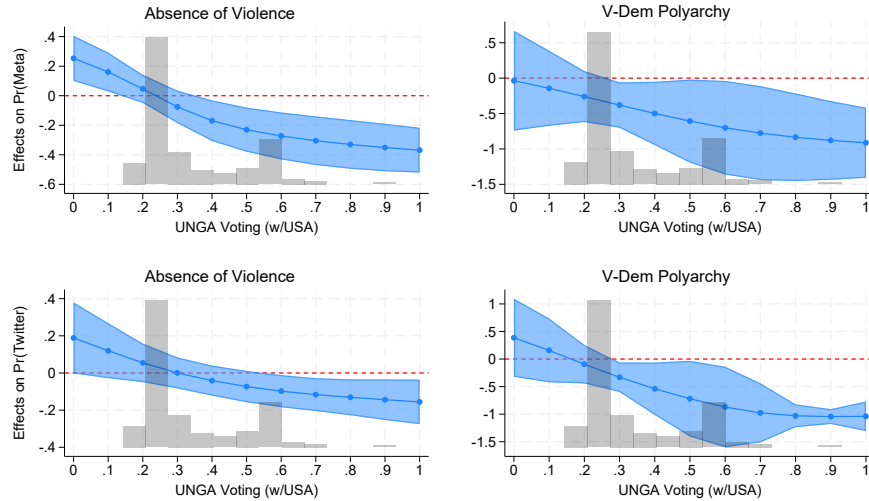 Absence of Violence
V-Dem Polyarchy
Effects on Pr(Meta)
.4
.2
0
-.2
-.4
-.6
0 .1 .2 .3 .4 .5 .6 .7 .8 .9 1
UNGA Voting (w/USA)
.5
0
-.5
-1
-1.5
0 .1 .2 .3 .4 .5 .6 .7 .8 .9 1
UNGA Voting (w/USA)
Absence of Violence
V-Dem Polyarchy
Effects on Pr(Twitter)
.4
.2
0
-.2
-.4
0 .1 .2 .3 .4 .5 .6 .7 .8 .9 1
UNGA Voting (w/USA)
1
.5
0
-.5
-1
-1.5
0 .1 .2 .3 .4 .5 .6 .7 .8 .9 1
UNGA Voting (w/USA)